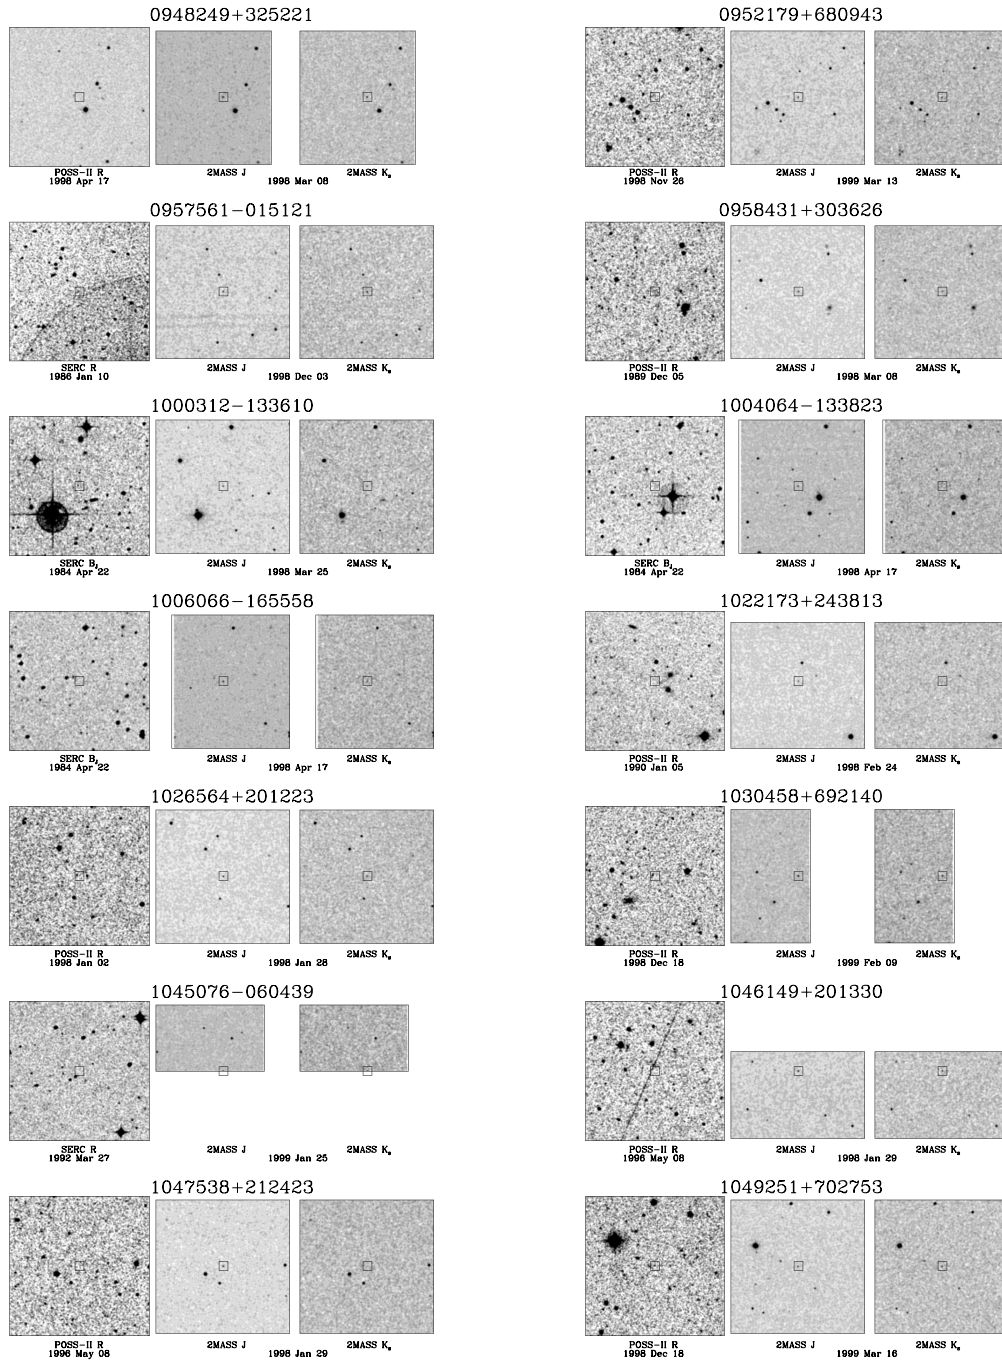 0948249+325221
POSS-II R 2MASS J 2MASS Ks
1998 Apr 17 1998 Mar 08
0952179+680943
POSS-II R 2MASS J 2MASS Ks
1998 Nov 26 1999 Mar 13
0957561-015121
SERC R 2MASS J 2MASS Ks
1986 Jan 10 1998 Dec 03
0958431+303626
POSS-II R 2MASS J 2MASS Ks
1989 Dec 05 1998 Mar 08
1000312-133610
SERC BJ 2MASS J 2MASS Ks
1984 Apr 22 1998 Mar 25
1004064-133823
SERC BJ 2MASS J 2MASS Ks
1984 Apr 22 1998 Apr 17
1006066-165558
SERC BJ 2MASS J 2MASS Ks
1984 Apr 22 1998 Apr 17
1022173+243813
POSS-II R 2MASS J 2MASS Ks
1990 Jan 05 1998 Feb 24
1026564+201223
POSS-II R 2MASS J 2MASS Ks
1998 Jan 02 1998 Jan 28
1030458+692140
POSS-II R 2MASS J 2MASS Ks
1998 Dec 18 1999 Feb 09
1045076-060439
SERC R 2MASS J 2MASS Ks
1992 Mar 27 1999 Jan 25
1046149+201330
POSS-II R 2MASS J 2MASS Ks
1996 May 08 1998 Jan 29
1047538+212423
POSS-II R 2MASS J 2MASS Ks
1996 May 08 1998 Jan 29
1049251+702753
POSS-II R 2MASS J 2MASS Ks
1998 Dec 18 1999 Mar 16